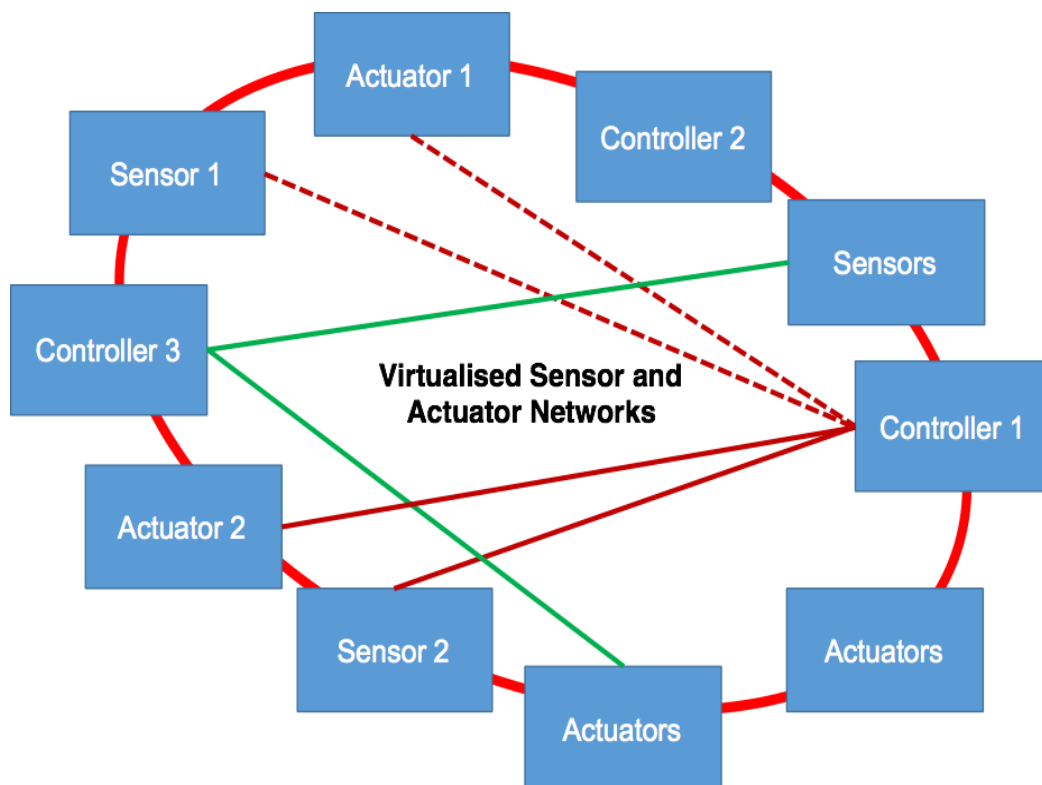 Actuator 1
Controller 2
Sensor 1
Sensors
Controller 3
Virtualised Sensor and
Actuator Networks
Controller 1
Actuator 2
Sensor 2
Actuators
Actuators